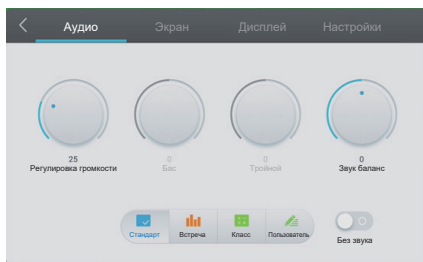 Аудио Экран Дисплей Настройки
25 0 0 0
Регулировка громкости Бас Тройной Звук баланс
Стандарт Встреча Класс Пользователь
Без звука